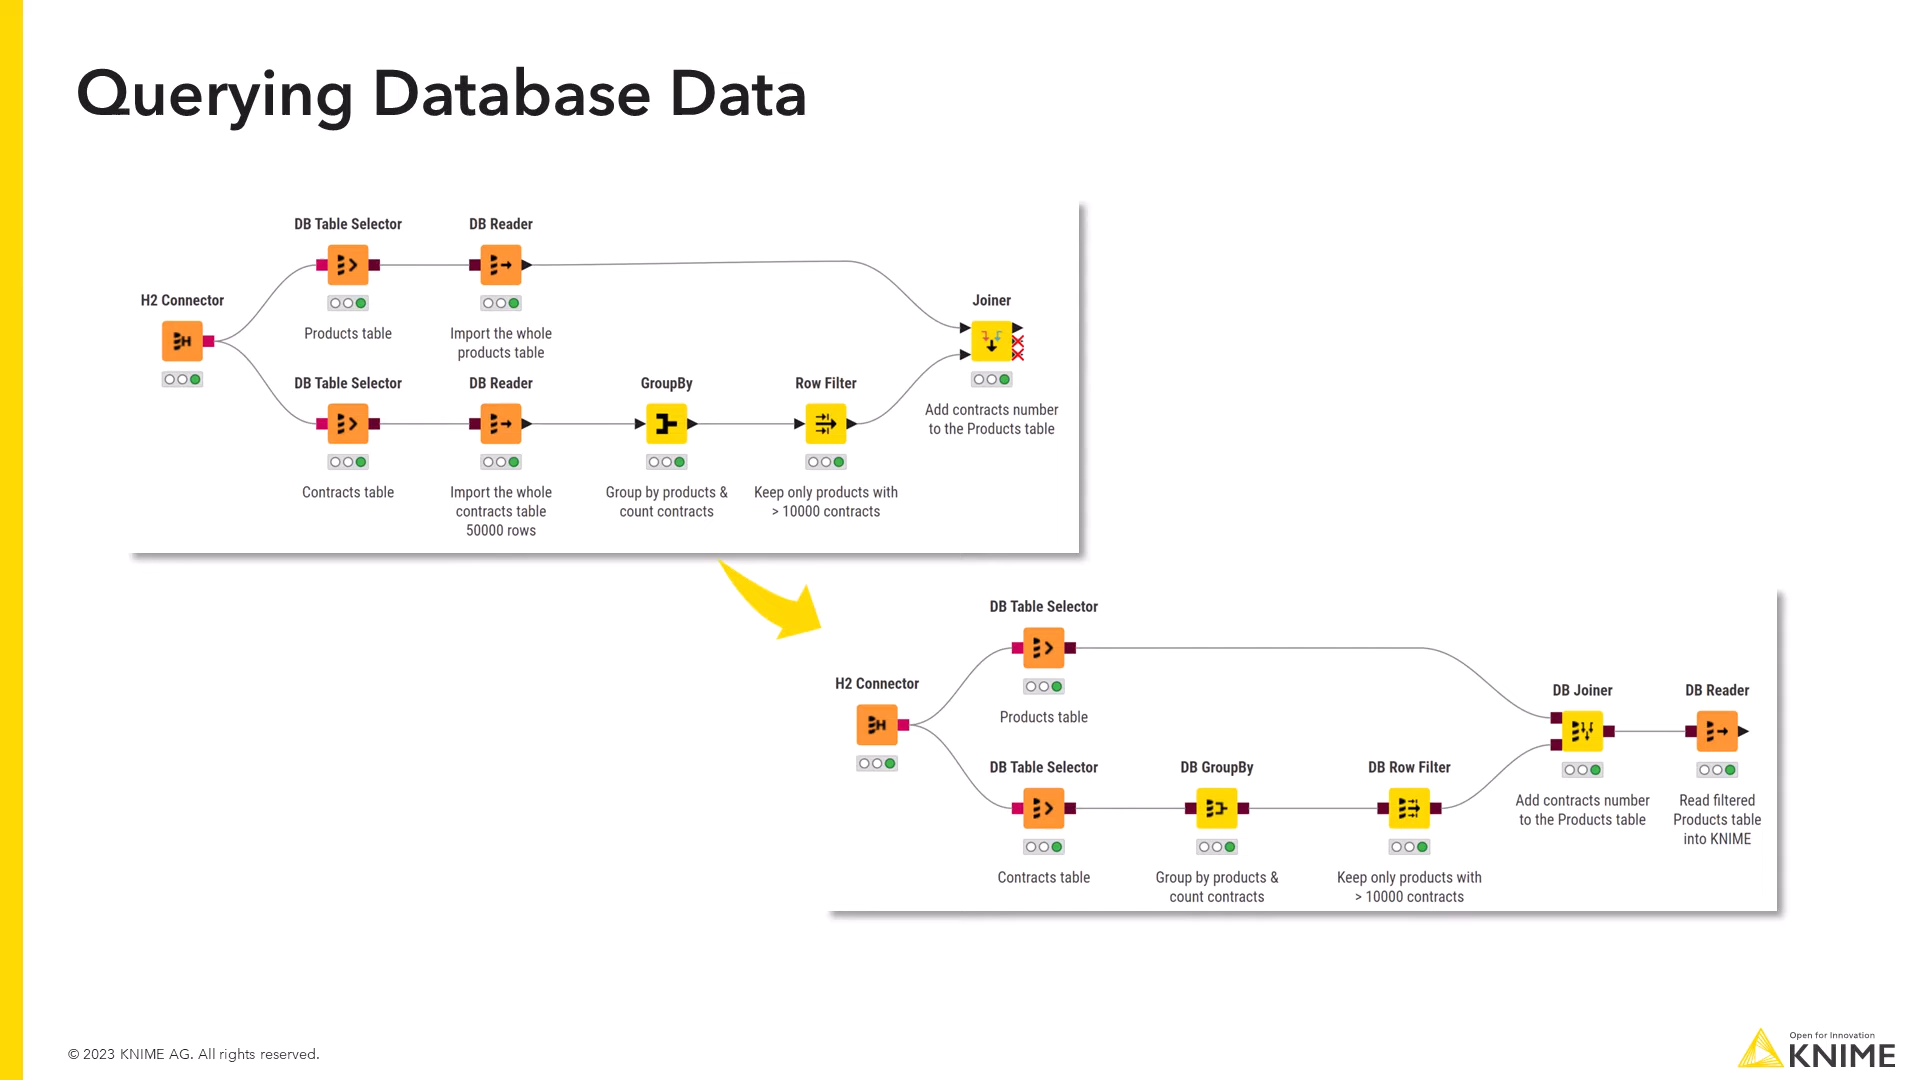 Querying Database Data
DB Table Selector
DB Reader
Products table
Import the whole
products table
H2 Connector
Joiner
Add contracts number
to the Products table
DB Table Selector
DB Reader
GroupBy
Row Filter
Contracts table
Import the whole
contracts table
50000 rows
Group by products &
count contracts
Keep only products with
> 10000 contracts
DB Table Selector
Products table
H2 Connector
DB Joiner
DB Reader
Add contracts number
to the Products table
Read filtered
Products table
into KNIME
DB Table Selector
DB GroupBy
DB Row Filter
Contracts table
Group by products &
count contracts
Keep only products with
> 10000 contracts
© 2023 KNIME AG. All rights reserved.
Open for Innovation
KNIME